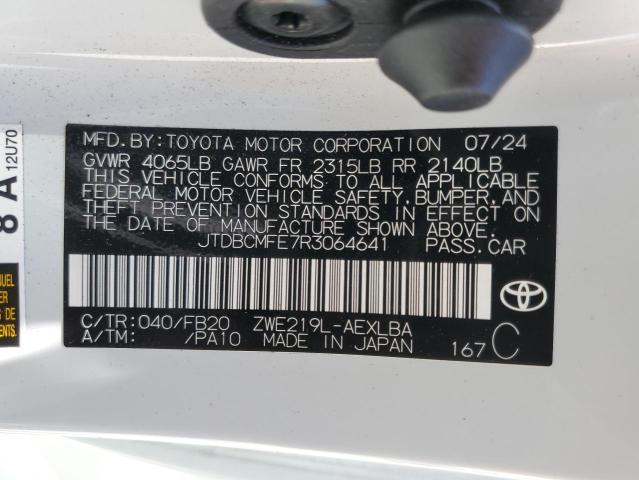 MFD.BY:TOYOTA MOTOR CORPORATION 07/24
GVWR 4065LB GAWR FR 2315LB RR 2140LB
THIS VEHICLE CONFORMS TO ALL APPLICABLE
FEDERAL MOTOR VEHICLE SAFETY,BUMPER,AND
THEFT PREVENTION STANDARDS IN EFFECT ON
THE DATE OF MANUFACTURE SHOWN ABOVE.
JTDBCMFE7R3064641 PASS.CAR
C/TR:040/FB20 ZWE219L-AEXLBA
A/TM: /PA10 MADE IN JAPAN 167 C
8 A 12U70